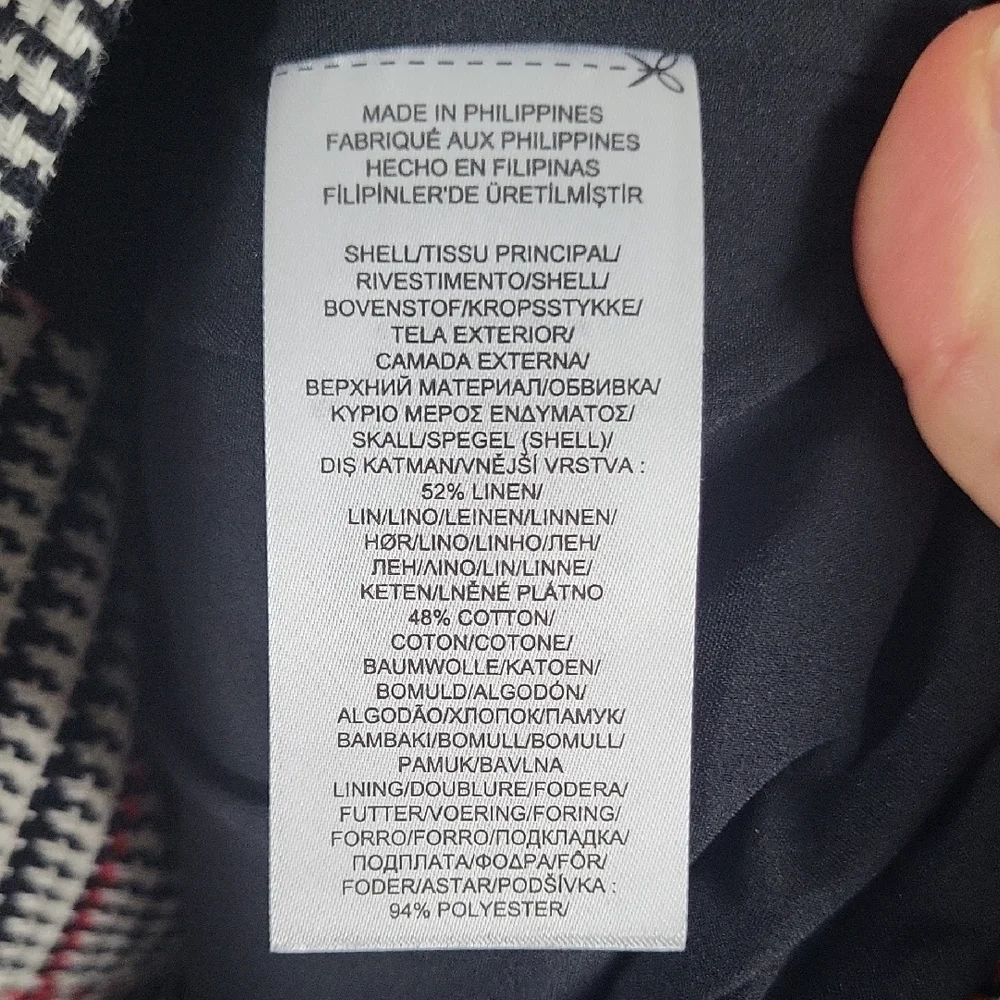 MADE IN PHILIPPINES
FABRIQUÉ AUX PHILIPPINES
HECHO EN FILIPINAS
FİLİPİNLER'DE ÜRETİLMİŞTİR
SHELL/TISSU PRINCIPAL/
RIVESTIMENTO/SHELL/
BOVENSTOF/KROPSSTYKKE/
TELA EXTERIOR/
CAMADA EXTERNA/
ВЕРХНИЙ МАТЕРИАЛ/ОБВИВКА/
ΚΥΡΙΟ ΜΕΡΟΣ ΕΝΔΥΜΑΤΟΣ/
SKALL/SPEGEL (SHELL)/
DIŞ KATMAN/VNĚJŠÍ VRSTVA :
52% LINEN/
LIN/LINO/LEINEN/LINNEN/
HØR/LINO/LINHO/ЛЕН/
ЛЕН/ΛΙΝΟ/LIN/LINNE/
KETEN/LNĚNÉ PLÁTNO
48% COTTON/
COTON/COTONE/
BAUMWOLLE/KATOEN/
BOMULD/ALGODÓN/
ALGODÃO/ХЛОПОК/ПАМУК/
ΒΑΜΒΑΚΙ/BOMULL/BOMULL/
PAMUK/BAVLNA
LINING/DOUBLURE/FODERA/
FUTTER/VOERING/FORING/
FORRO/FORRO/ПОДКЛАДКА/
ПОДПЛАТА/ΦΟΔΡΑ/FÔR/
FODER/ASTAR/PODŠÍVKA :
94% POLYESTER/